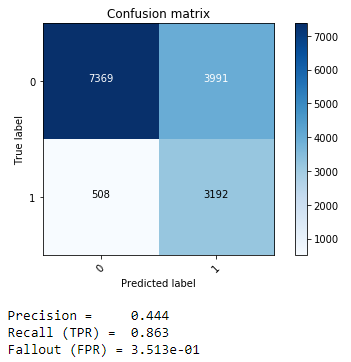 Confusion matrix
7369 3991
508 3192
0
1
True label
0 1
Predicted label
7000
6000
5000
4000
3000
2000
1000
Precision = 0.444
Recall (TPR) = 0.863
Fallout (FPR) = 3.513e-01